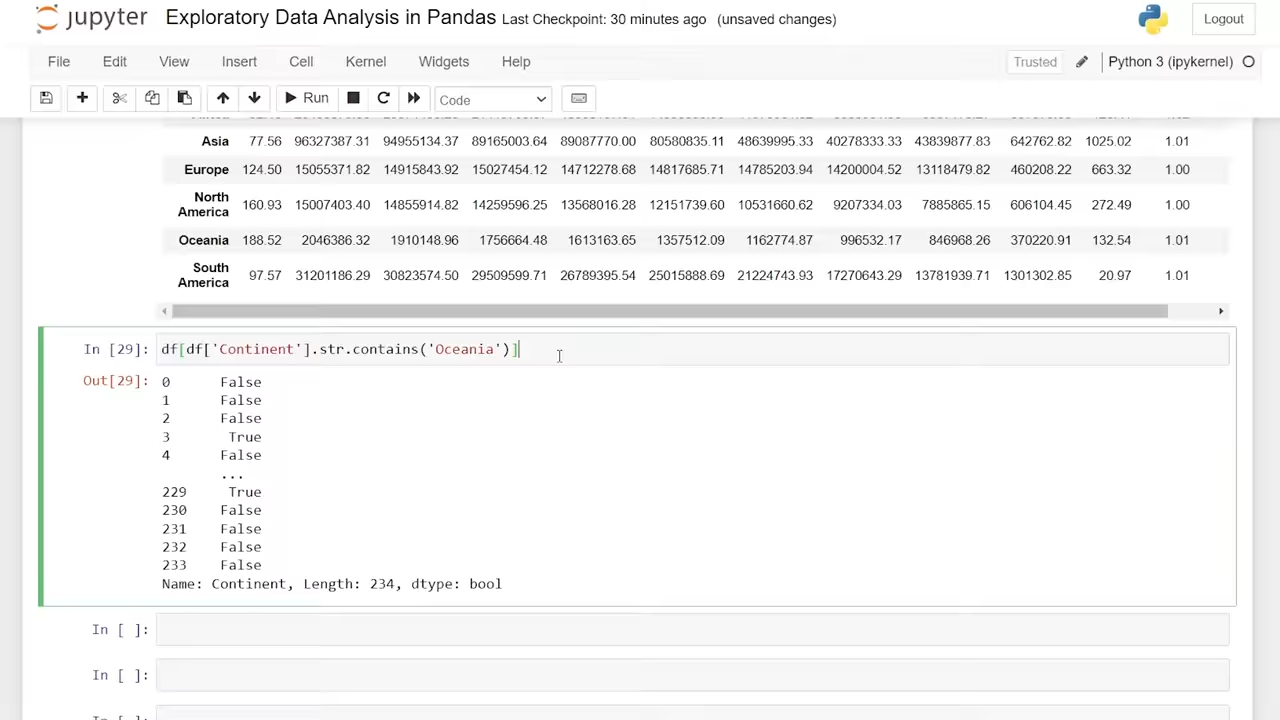 jupyter Exploratory Data Analysis in Pandas Last Checkpoint: 30 minutes ago (unsaved changes) Logout
File Edit View Insert Cell Kernel Widgets Help Trusted Python 3 (ipykernel)
Run Code
Asia 77.56 96327387.31 94955134.37 89165003.64 89087770.00 80580835.11 48639995.33 40278333.33 43839877.83 642762.82 1025.02 1.01
Europe 124.50 15055371.82 14915843.92 15027454.12 14712278.68 14817685.71 14785203.94 14200004.52 13118479.82 460208.22 663.32 1.00
North America 160.93 15007403.40 14855914.82 14259596.25 13568016.28 12151739.60 10531660.62 9207334.03 7885865.15 606104.45 272.49 1.00
Oceania 188.52 2046386.32 1910148.96 1756664.48 1613163.65 1357512.09 1162774.87 996532.17 846968.26 370220.91 132.54 1.01
South America 97.57 31201186.29 30823574.50 29509599.71 26789395.54 25015888.69 21224743.93 17270643.29 13781939.71 1301302.85 20.97 1.01
In [29]: df[df['Continent'].str.contains('Oceania')]
Out[29]: 0 False
1 False
2 False
3 True
4 False
...
229 True
230 False
231 False
232 False
233 False
Name: Continent, Length: 234, dtype: bool
In [ ]:
In [ ]: